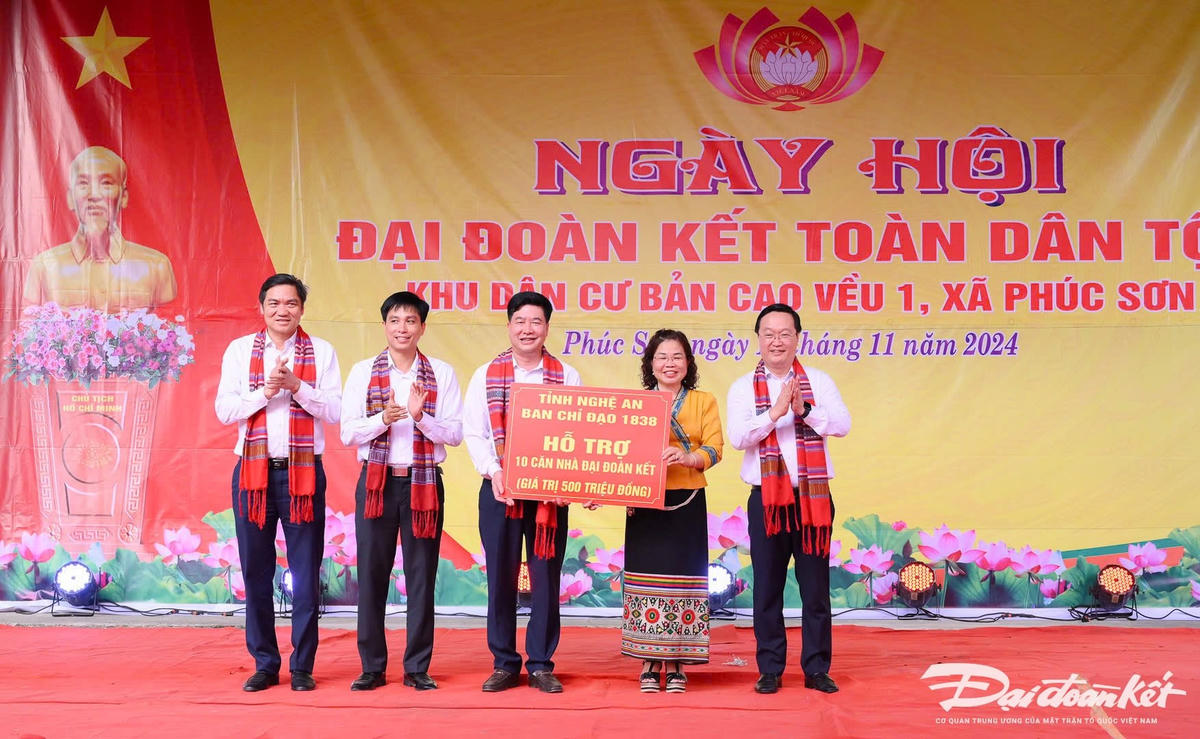 NGÀY HỘI
ĐẠI ĐOÀN KẾT TOÀN DÂN
KHU DÂN CƯ BẢN CAO VỀU 1, XÃ PHÚC SƠN
Phúc ngày tháng 11 năm 2024
CHỦ TỊCH
HỒ CHÍ MINH
TỈNH NGHỆ AN
BAN CHỈ ĐẠO 1838
HỖ TRỢ
10 CĂN NHÀ ĐẠI ĐOÀN KẾT
(GIÁ TRỊ 500 TRIỆU ĐỒNG)
Đại đoàn kết
CƠ QUAN TRUNG ƯƠNG CỦA MẶT TRẬN TỔ QUỐC VIỆT NAM